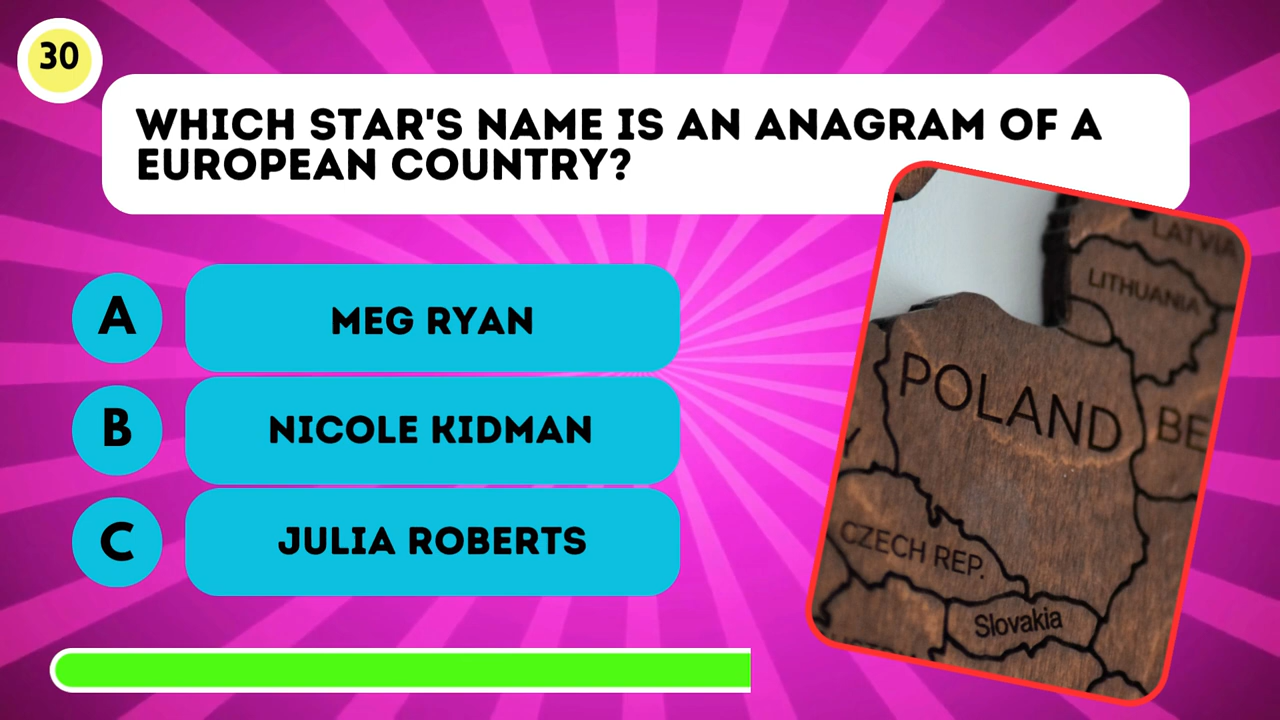 30
WHICH STAR'S NAME IS AN ANAGRAM OF A
EUROPEAN COUNTRY?
A
MEG RYAN
B
NICOLE KIDMAN
C
JULIA ROBERTS
LATVIA
LITHUANIA
POLAND
BE
CZECH REP.
Slovakia